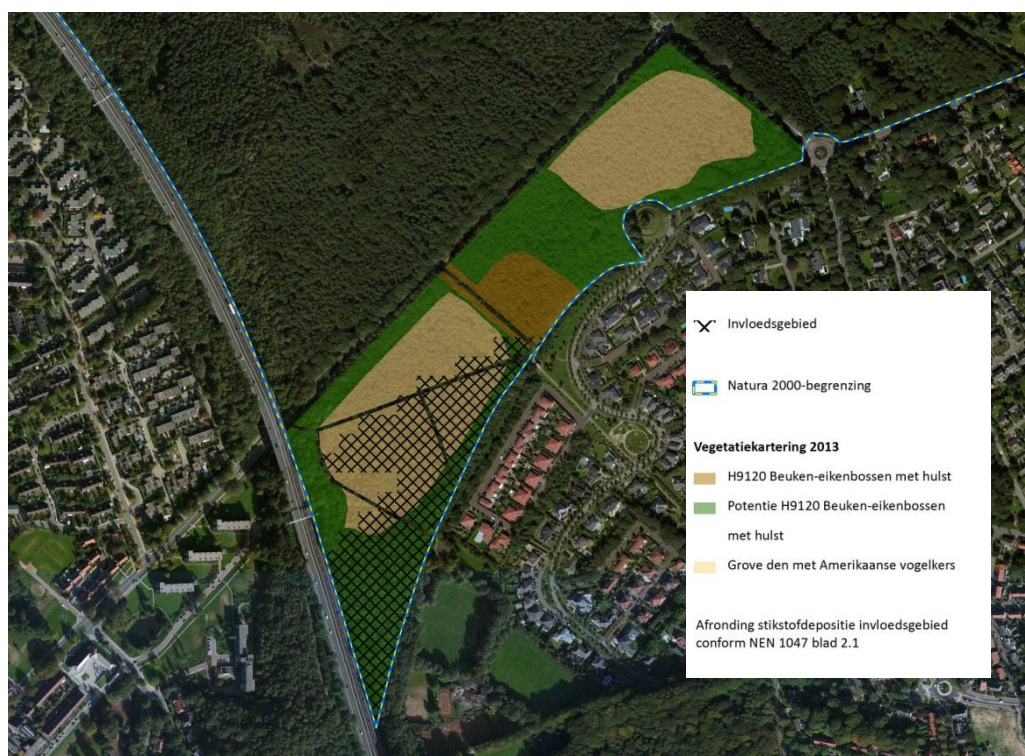 Invloedsgebied
Natura 2000-begrenzing
Vegetatiekartering 2013
H9120 Beuken-eikenbossen met hulst
Potentie H9120 Beuken-eikenbossen
met hulst
Grove den met Amerikaanse vogelkers
Afronding stikstofdepositie invloedsgebied
conform NEN 1047 blad 2.1